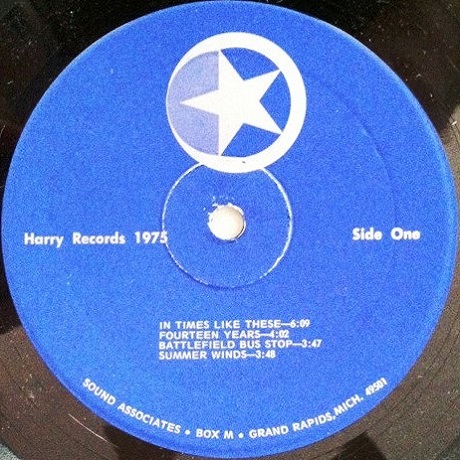 Harry Records 1975
Side One
IN TIMES LIKE THESE—6:09
FOURTEEN YEARS—4:02
BATTLEFIELD BUS STOP—3:47
SUMMER WINDS—3:48
SOUND ASSOCIATES • BOX M • GRAND RAPIDS, MICH. 49501